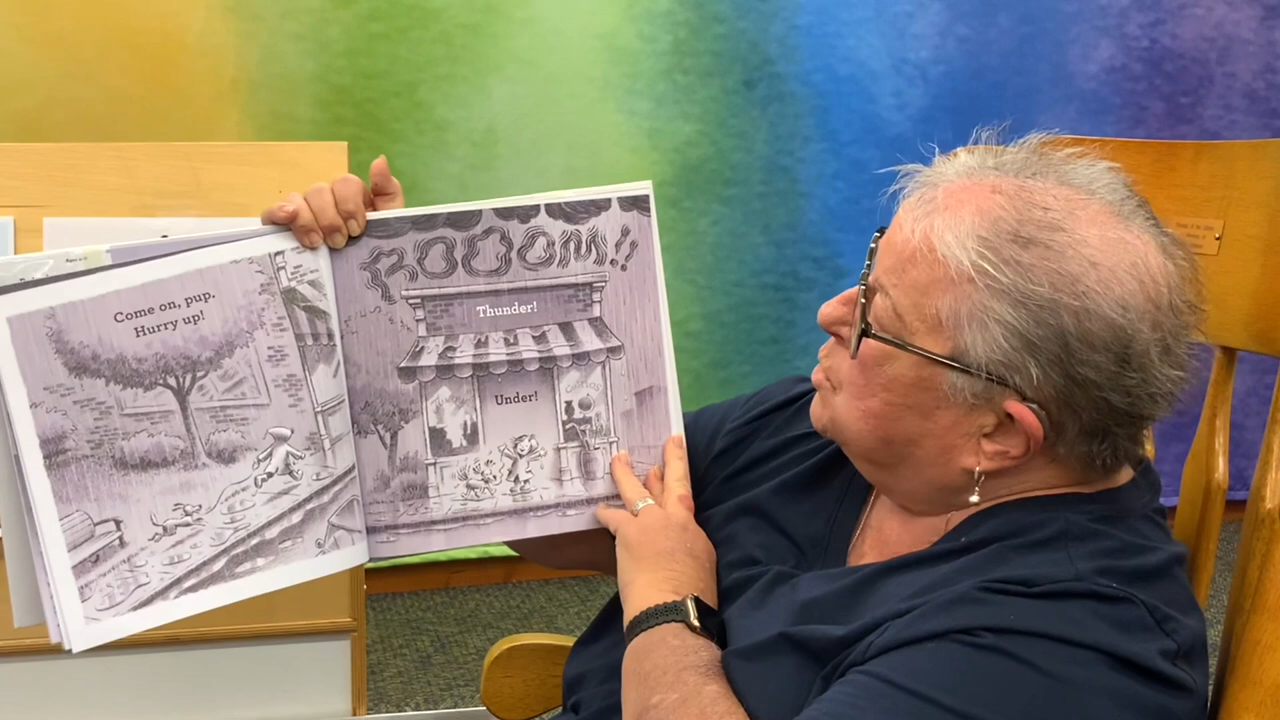 Come on, pup.
Hurry up!
ROOOM!!
Thunder!
Under!